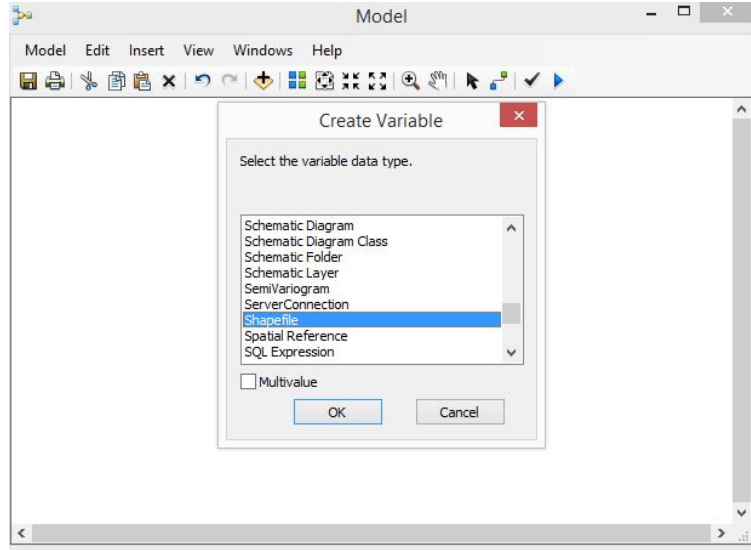 Model
Model Edit Insert View Windows Help
Create Variable
Select the variable data type.
Schematic Diagram
Schematic Diagram Class
Schematic Folder
Schematic Layer
SemiVariogram
ServerConnection
Shapefile
Spatial Reference
SQL Expression
Multivalue
OK Cancel